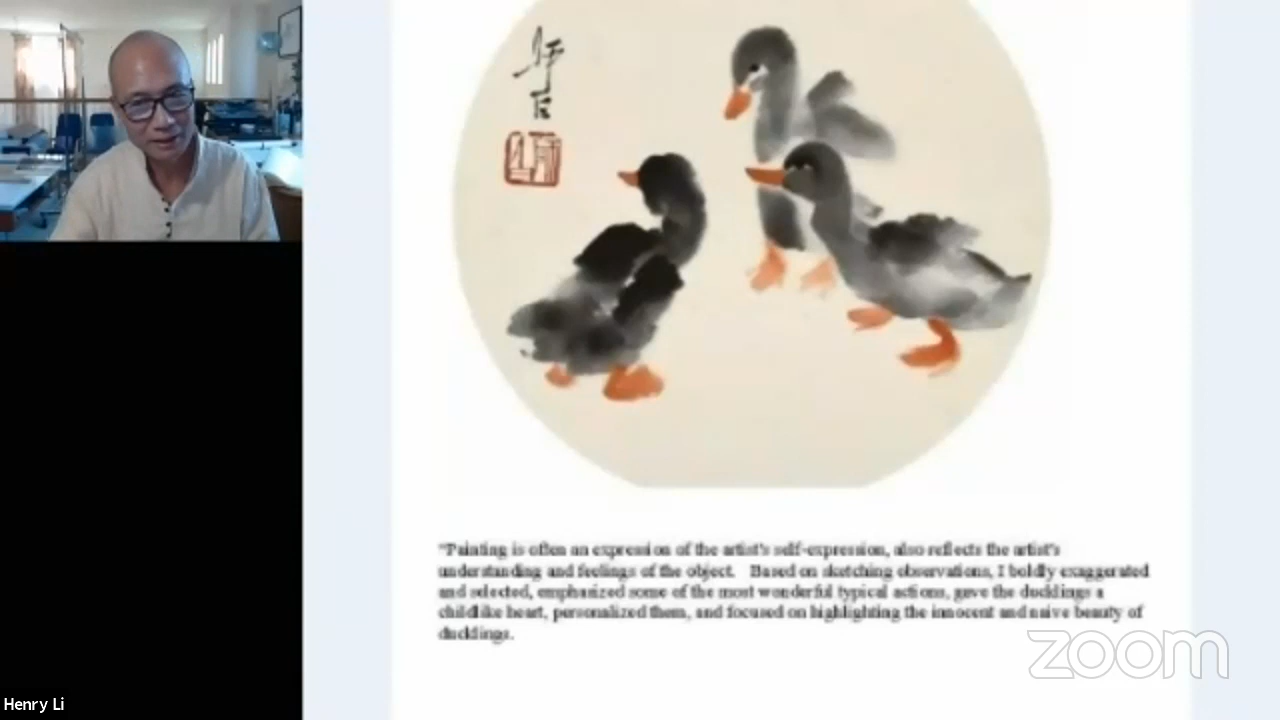 "Painting is often an expression of the artist's self-expression, also reflects the artist's
understanding and feelings of the object. Based on sketching observations, I boldly exaggerated
and selected, emphasized some of the most wonderful typical actions, gave the ducklings a
childlike heart, personalized them, and focused on highlighting the innocent and naive beauty of
ducklings.
zoom
Henry Li